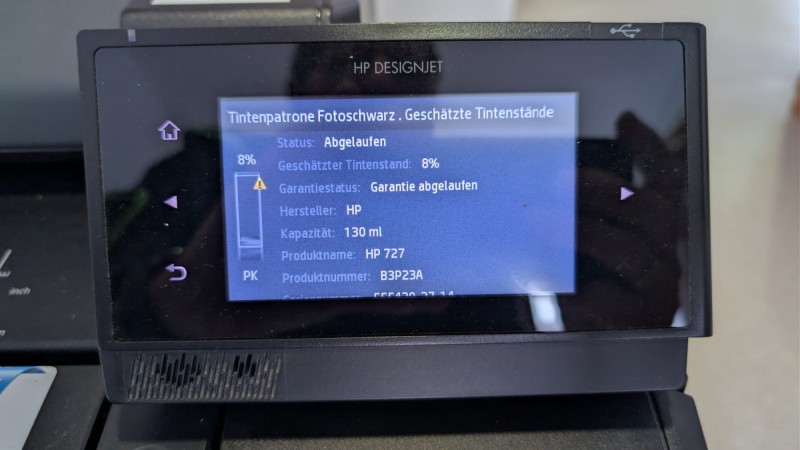 HP DESIGNJET
Tintenpatrone Fotoschwarz . Geschätzte Tintenstände
Status: Abgelaufen
8%
Geschätzter Tintenstand: 8%
Garantiestatus: Garantie abgelaufen
Hersteller: HP
Kapazität: 130 ml
Produktname: HP 727
PK
Produktnummer: B3P23A
inch